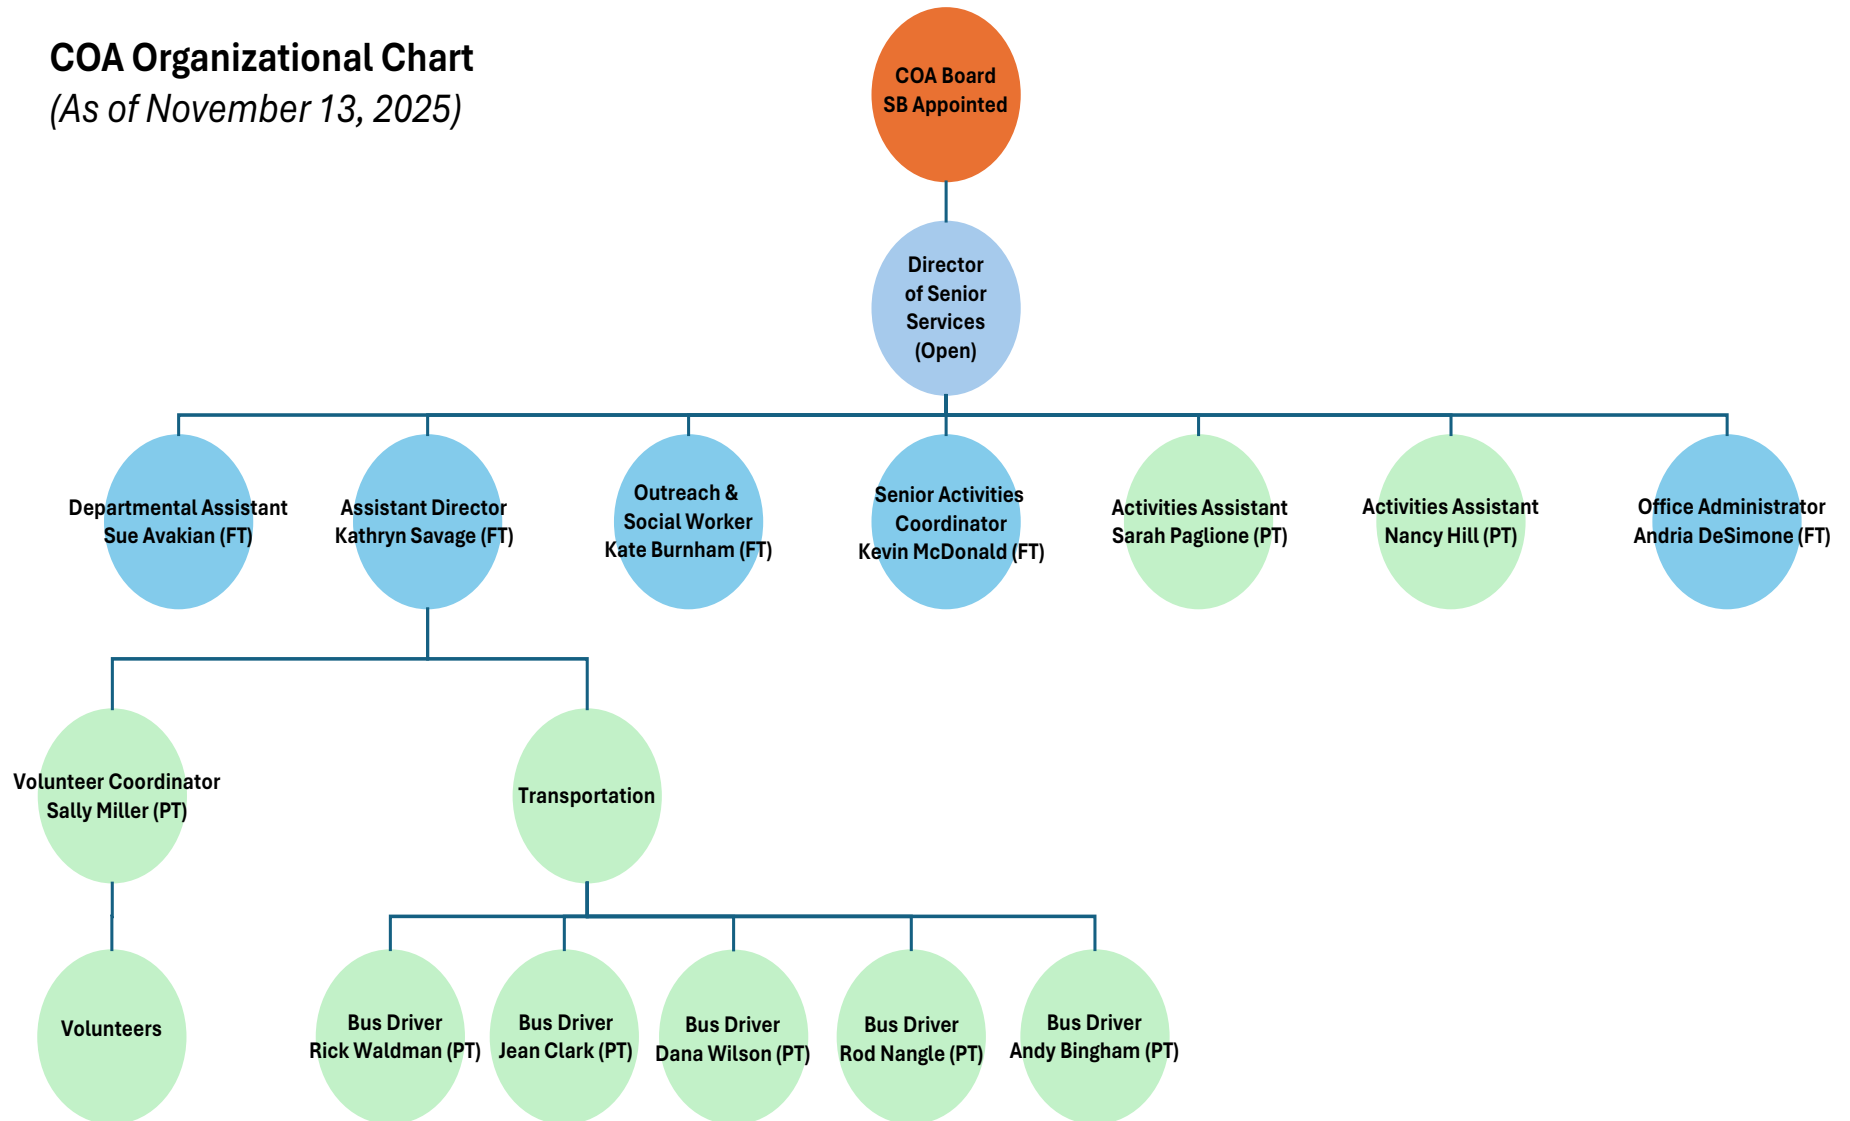 COA Organizational Chart
(As of November 13, 2025)
COA Board
SB Appointed
Director
of Senior
Services
(Open)
Departmental Assistant
Sue Avakian (FT)
Assistant Director
Kathryn Savage (FT)
Outreach &
Social Worker
Kate Burnham (FT)
Senior Activities
Coordinator
Kevin McDonald (FT)
Activities Assistant
Sarah Paglione (PT)
Activities Assistant
Nancy Hill (PT)
Office Administrator
Andria DeSimone (FT)
Volunteer Coordinator
Sally Miller (PT)
Transportation
Volunteers
Bus Driver
Rick Waldman (PT)
Bus Driver
Jean Clark (PT)
Bus Driver
Dana Wilson (PT)
Bus Driver
Rod Nangle (PT)
Bus Driver
Andy Bingham (PT)